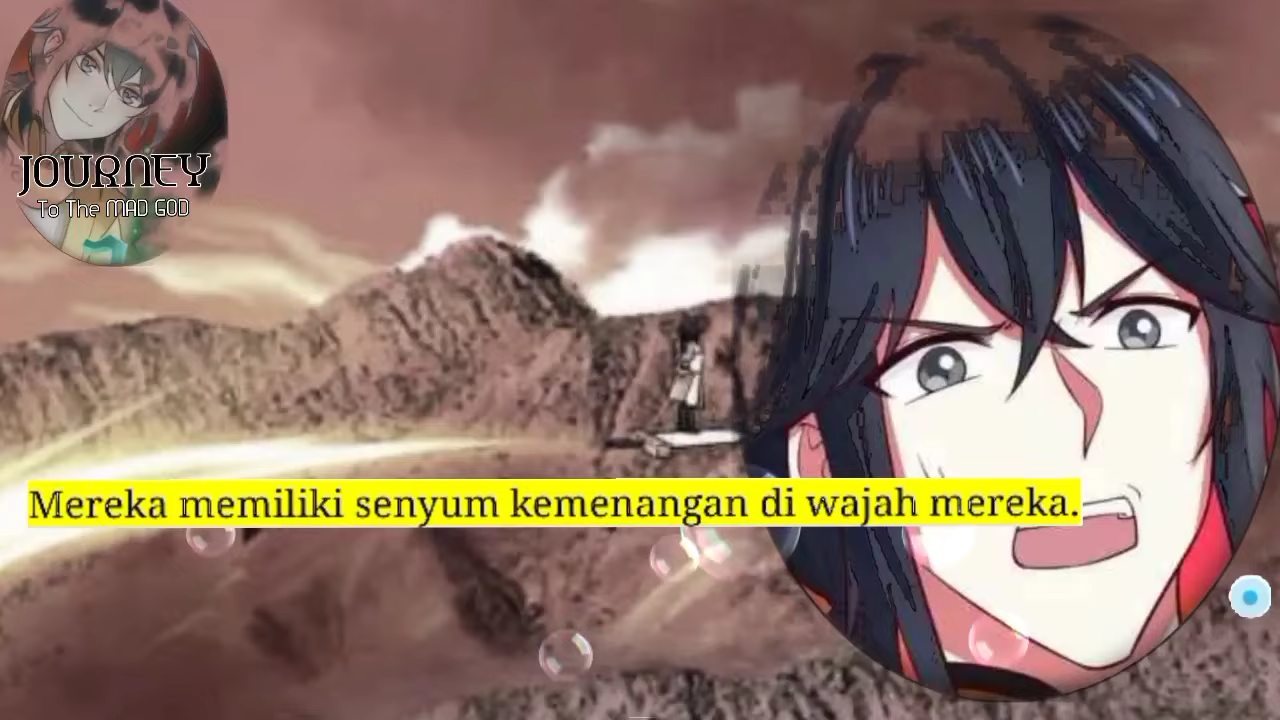 JOURNEY
To The MAD GOD
Mereka memiliki senyum kemenangan di wajah mereka.